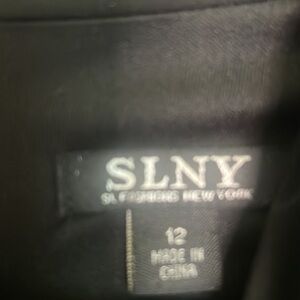 SLNY
SL FASHIONS NEW YORK
12
MADE IN
CHINA